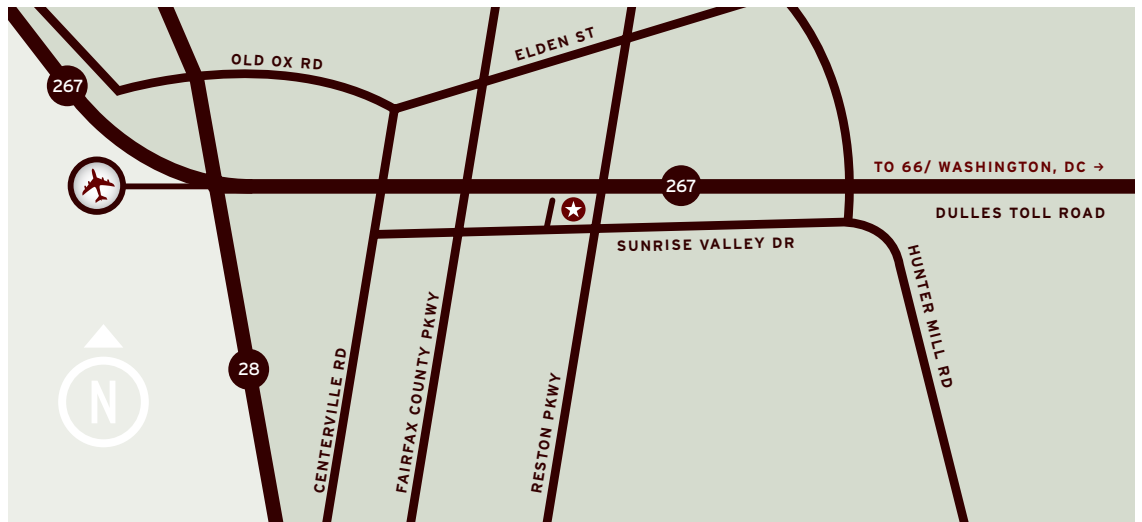 OLD OX RD
ELDEN ST
267
TO 66/ WASHINGTON, DC →
267
DULLES TOLL ROAD
SUNRISE VALLEY DR
HUNTER MILL RD
28
N
CENTERVILLE RD
FAIRFAX COUNTY PKWY
RESTON PKWY